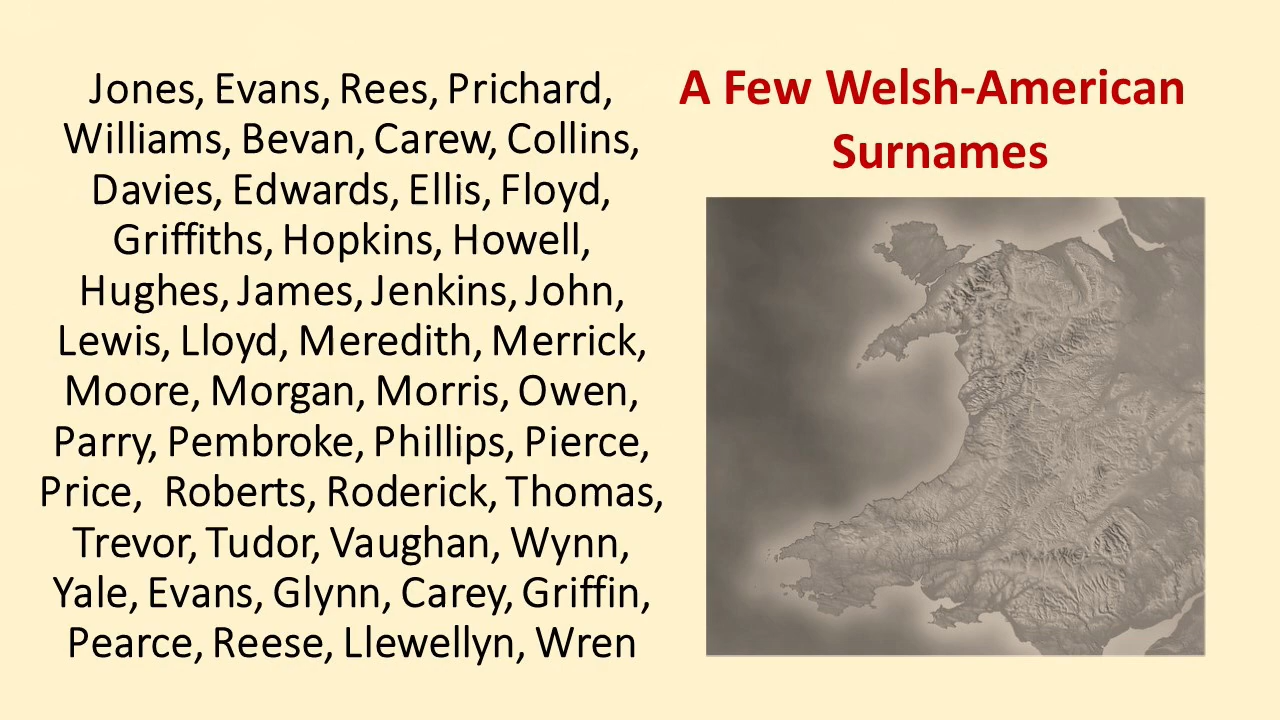 A Few Welsh-American
Surnames
Jones, Evans, Rees, Prichard,
Williams, Bevan, Carew, Collins,
Davies, Edwards, Ellis, Floyd,
Griffiths, Hopkins, Howell,
Hughes, James, Jenkins, John,
Lewis, Lloyd, Meredith, Merrick,
Moore, Morgan, Morris, Owen,
Parry, Pembroke, Phillips, Pierce,
Price,  Roberts, Roderick, Thomas,
Trevor, Tudor, Vaughan, Wynn,
Yale, Evans, Glynn, Carey, Griffin,
Pearce, Reese, Llewellyn, Wren